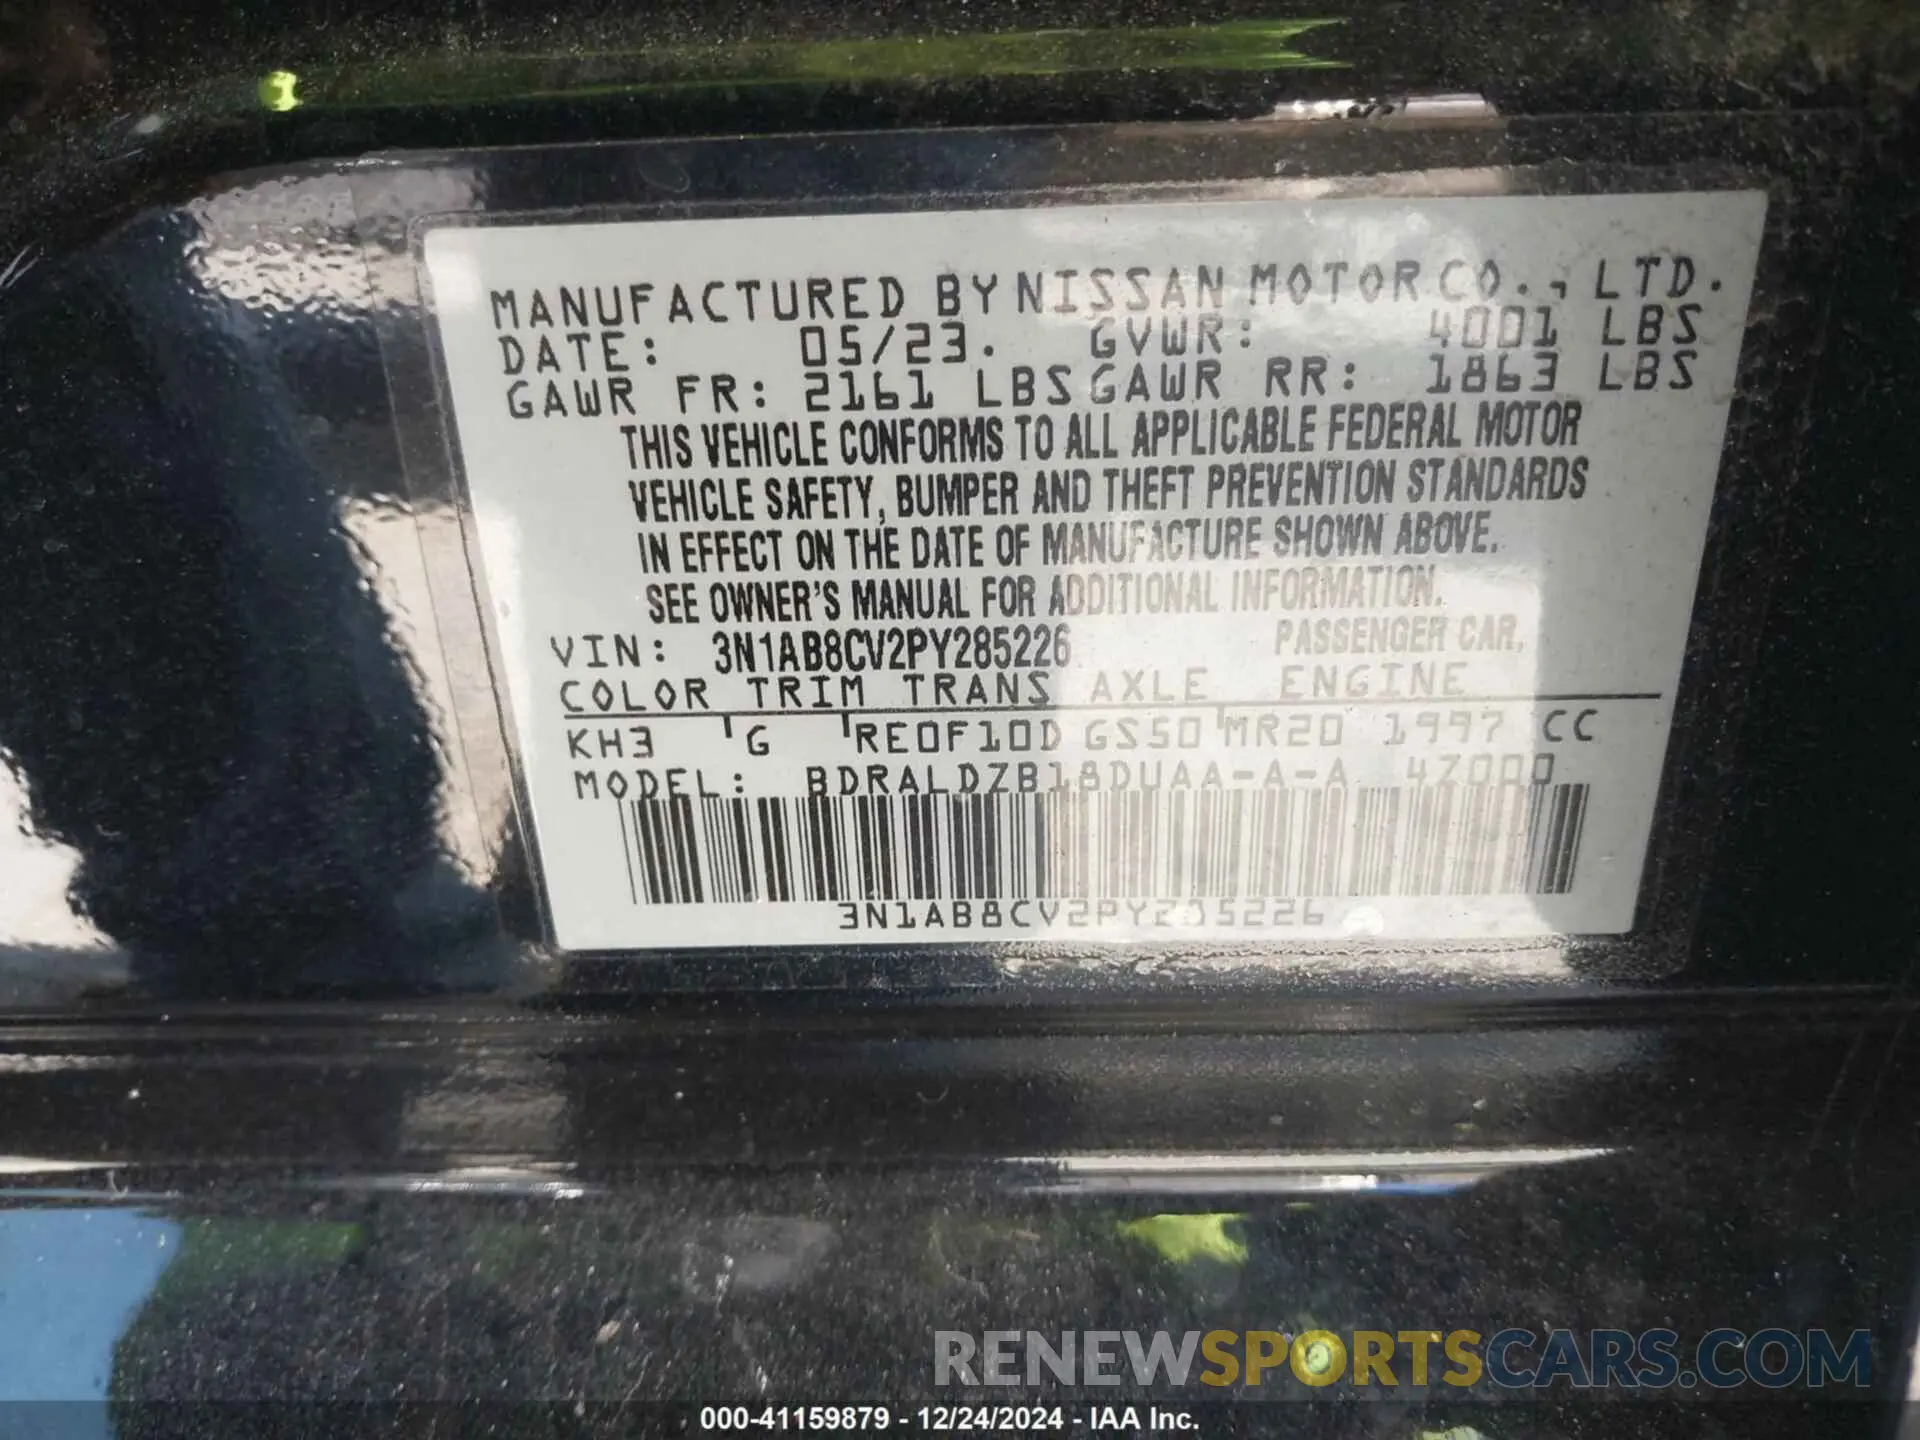 MANUFACTURED BY NISSAN MOTOR CO., LTD.
DATE: 05/23. GVWR: 4001 LBS
GAWR FR: 2161 LBS GAWR RR: 1863 LBS
THIS VEHICLE CONFORMS TO ALL APPLICABLE FEDERAL MOTOR
VEHICLE SAFETY, BUMPER AND THEFT PREVENTION STANDARDS
IN EFFECT ON THE DATE OF MANUFACTURE SHOWN ABOVE.
SEE OWNER'S MANUAL FOR ADDITIONAL INFORMATION.
VIN: 3N1AB8CV2PY285226 PASSENGER CAR,
COLOR TRIM TRANS AXLE ENGINE
KH3 G RE0F10D GS50 MR20 1997 CC
MODEL: BDRALDZB18DUAA-A-A 4Z000
3N1AB8CV2PY285226
RENEWSPORTSCARS.COM
000-41159879 - 12/24/2024 - IAA Inc.